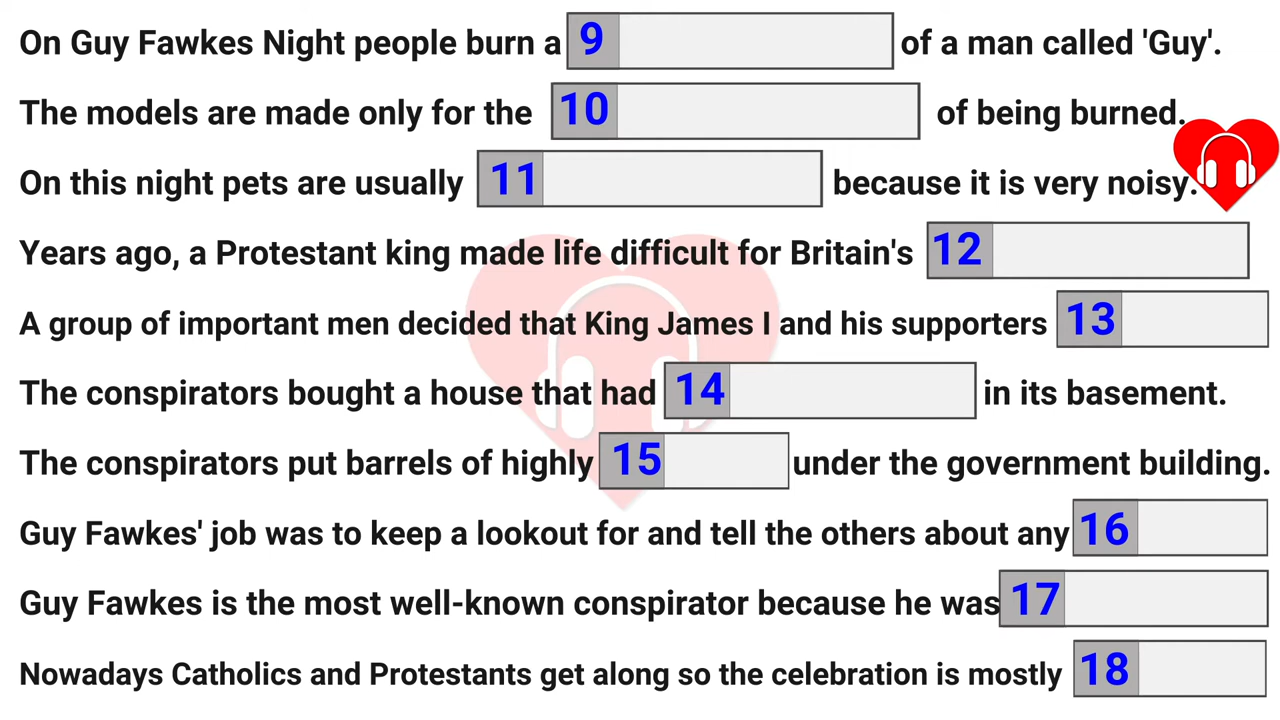 On Guy Fawkes Night people burn a 9 of a man called 'Guy'.
The models are made only for the 10 of being burned.
On this night pets are usually 11 because it is very noisy.
Years ago, a Protestant king made life difficult for Britain's 12
A group of important men decided that King James I and his supporters 13
The conspirators bought a house that had 14 in its basement.
The conspirators put barrels of highly 15 under the government building.
Guy Fawkes' job was to keep a lookout for and tell the others about any 16
Guy Fawkes is the most well-known conspirator because he was 17
Nowadays Catholics and Protestants get along so the celebration is mostly 18